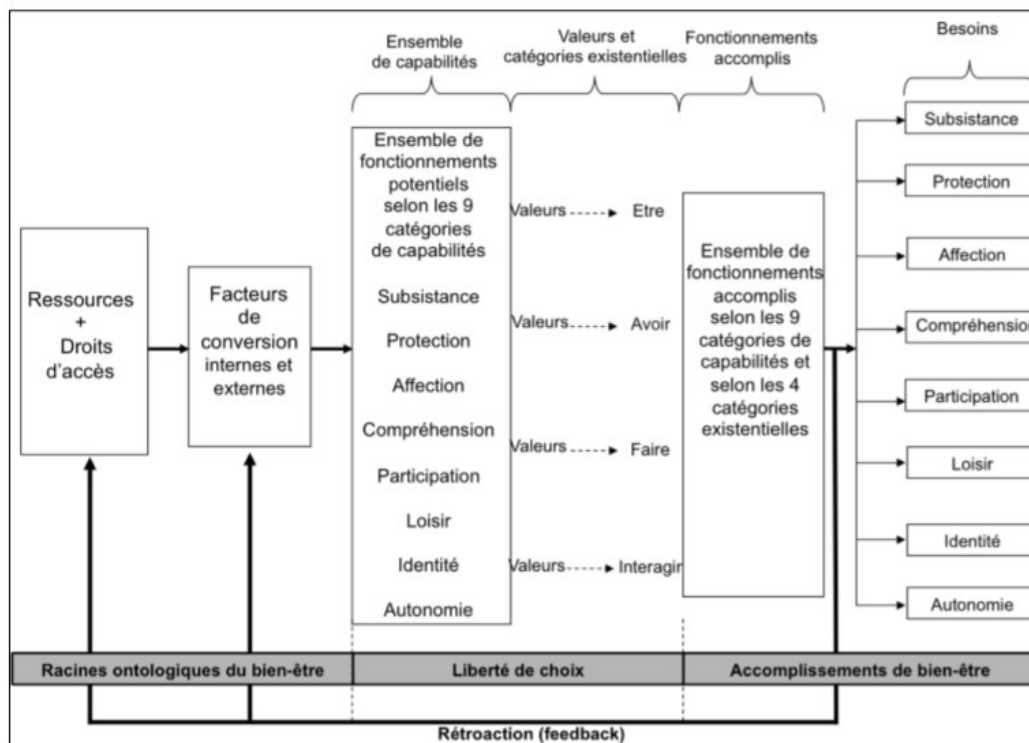 Ensemble
de capabilités
Valeurs et
catégories existentielles
Fonctionnements
accomplis
Besoins
Ressources
+
Droits
d'accès
Facteurs
de
conversion
internes et
externes
Ensemble de
fonctionnements
potentiels
selon les 9
catégories
de capabilités
Subsistance
Protection
Affection
Compréhension
Participation
Loisir
Identité
Autonomie
Valeurs
Etre
Valeurs
Avoir
Valeurs
Faire
Valeurs
Interagir
Ensemble de
fonctionnements
accomplis
selon les 9
catégories de
capabilités et
selon les 4
catégories
existentielles
Subsistance
Protection
Affection
Compréhension
Participation
Loisir
Identité
Autonomie
Racines ontologiques du bien-être
Liberté de choix
Accomplissements de bien-être
Rétroaction (feedback)